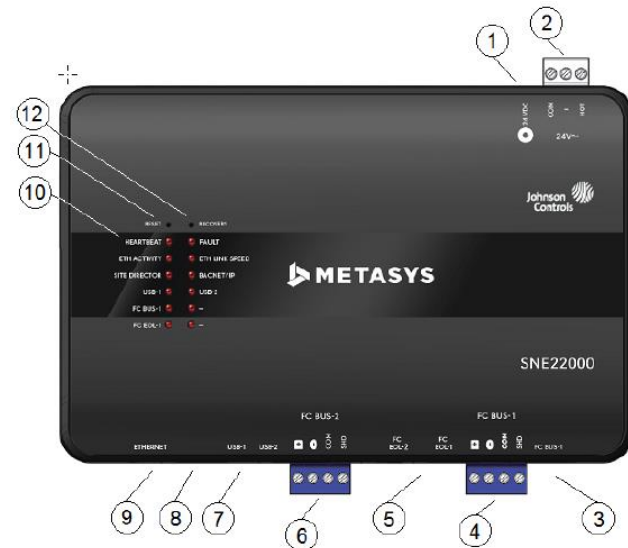 1
2
24 VDC
COM
~
HOT
24V~
12
11
10
Johnson
Controls
RESET
RECOVERY
HEARTBEAT
FAULT
ETH ACTIVITY
ETH LINK SPEED
SITE DIRECTOR
BACNET/IP
USB-1
USB-2
FC BUS-1
–
FC EOL-1
–
METASYS
SNE22000
FC BUS-2
FC BUS-1
ETHERNET
USB-1
USB-2
+
COM
SHD
FC
EOL-2
FC
EOL-1
+
COM
SHD
FC BUS-1
9
8
7
6
5
4
3